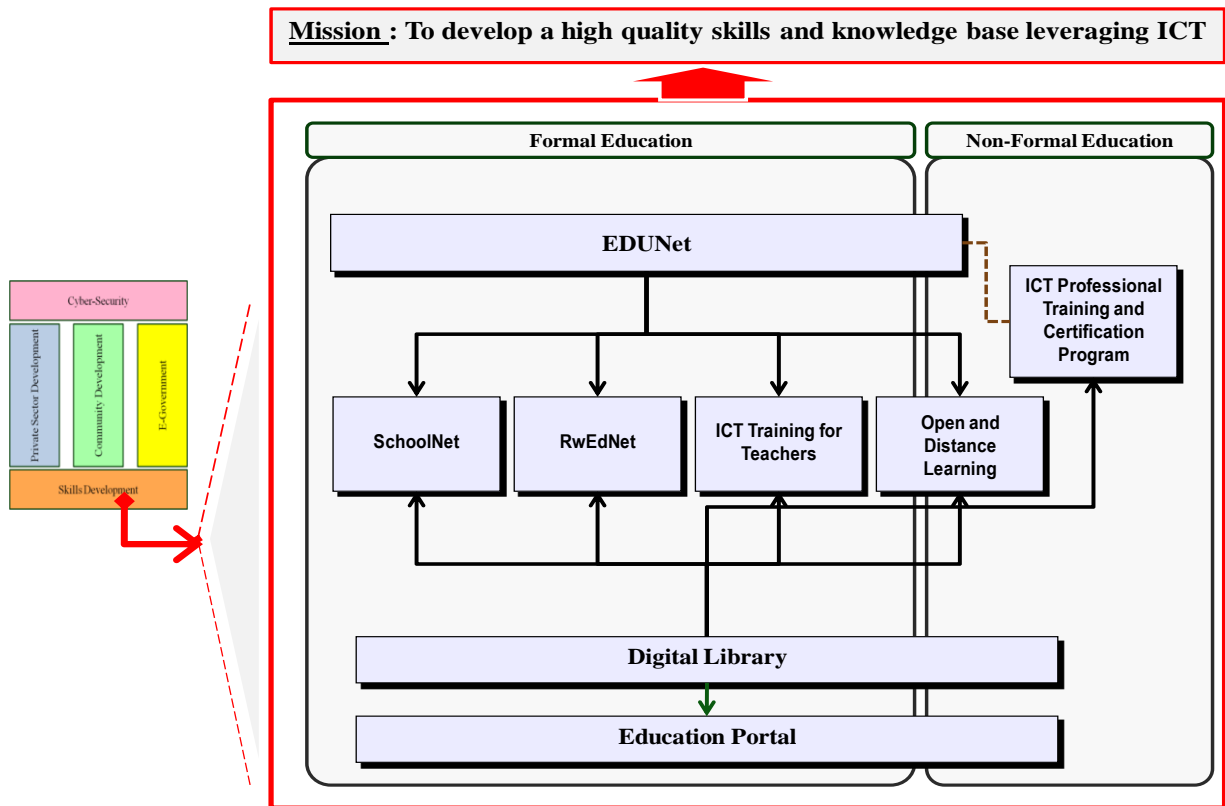 Mission : To develop a high quality skills and knowledge base leveraging ICT
Formal Education
Non-Formal Education
EDUNet
ICT Professional
Training and
Certification
Program
Cyber-Security
Private Sector Development
Community Development
E-Government
Skills Development
SchoolNet
RwEdNet
ICT Training for
Teachers
Open and
Distance
Learning
Digital Library
Education Portal